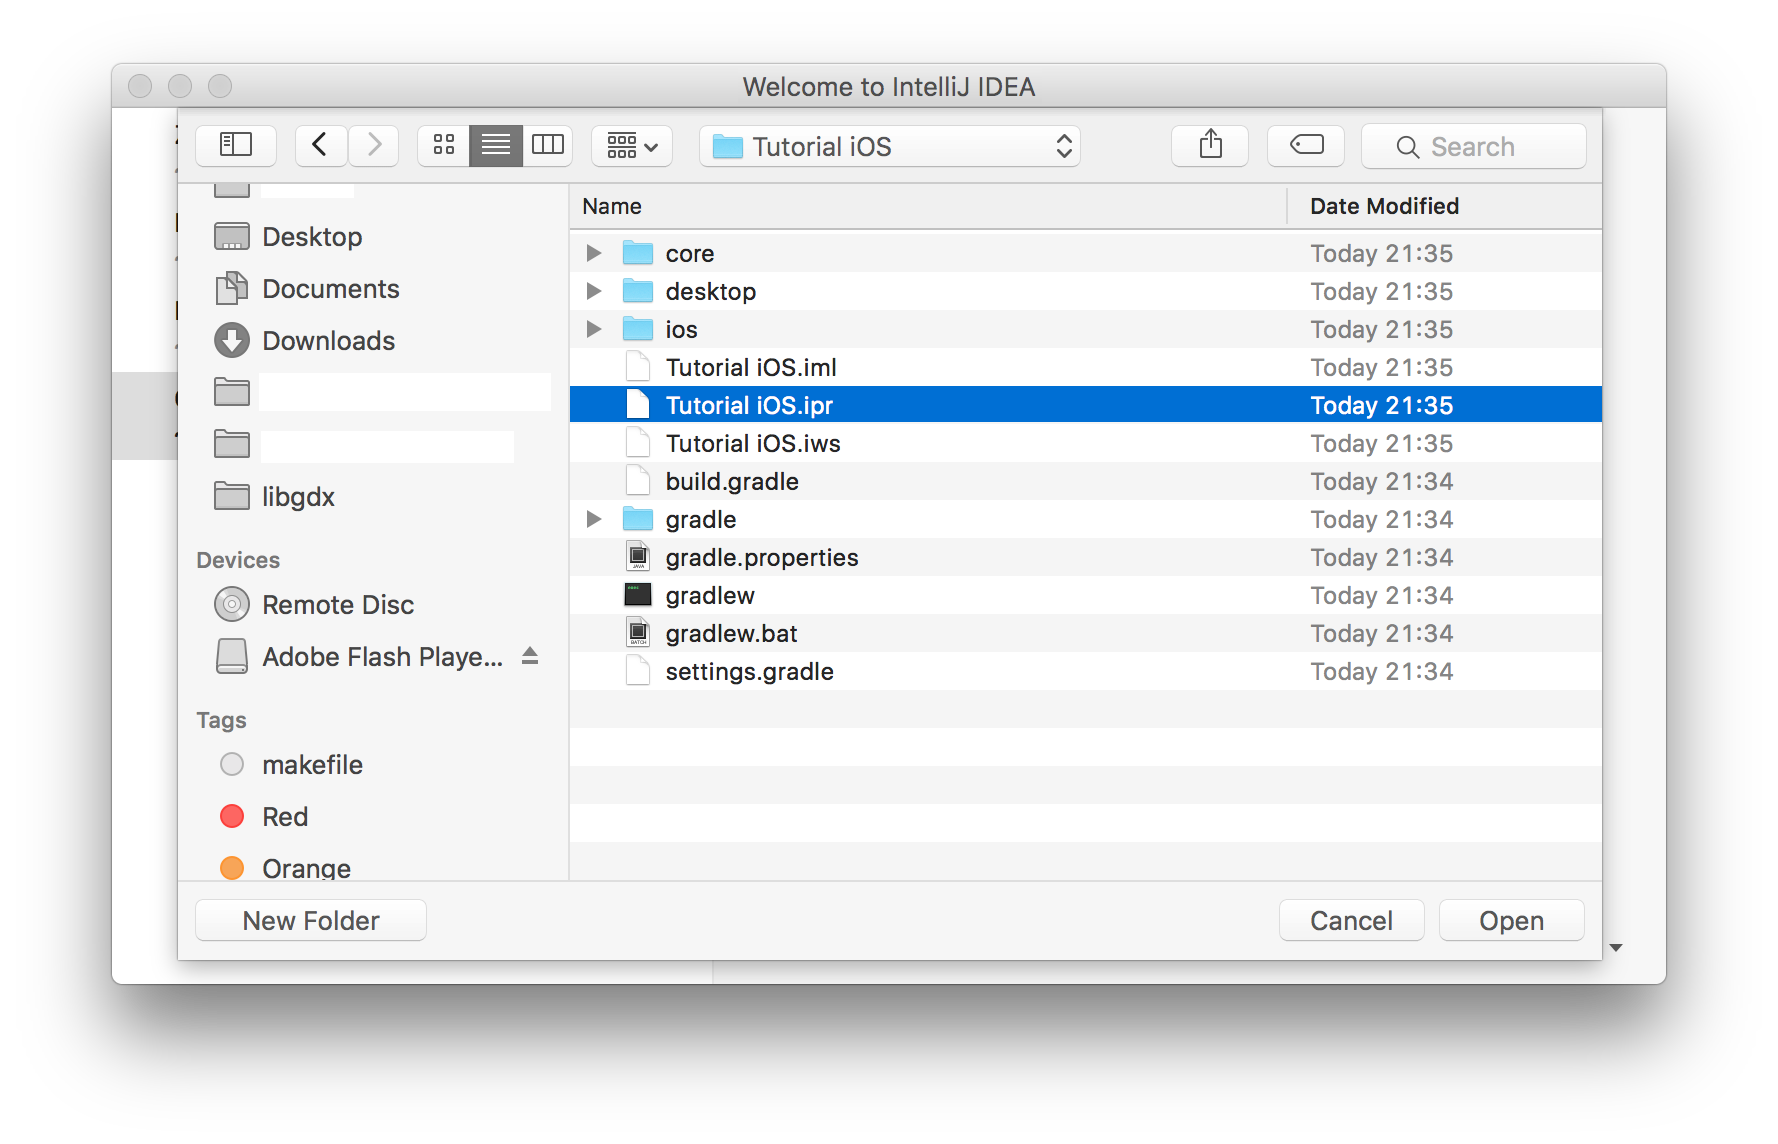 Welcome to IntelliJ IDEA
Tutorial iOS
Search
Desktop
Documents
Downloads
libgdx
Devices
Remote Disc
Adobe Flash Playe...
Tags
makefile
Red
Orange
Name Date Modified
core Today 21:35
desktop Today 21:35
ios Today 21:35
Tutorial iOS.iml Today 21:35
Tutorial iOS.ipr Today 21:35
Tutorial iOS.iws Today 21:35
build.gradle Today 21:34
gradle Today 21:34
gradle.properties Today 21:34
gradlew Today 21:34
gradlew.bat Today 21:34
settings.gradle Today 21:34
New Folder
Cancel
Open